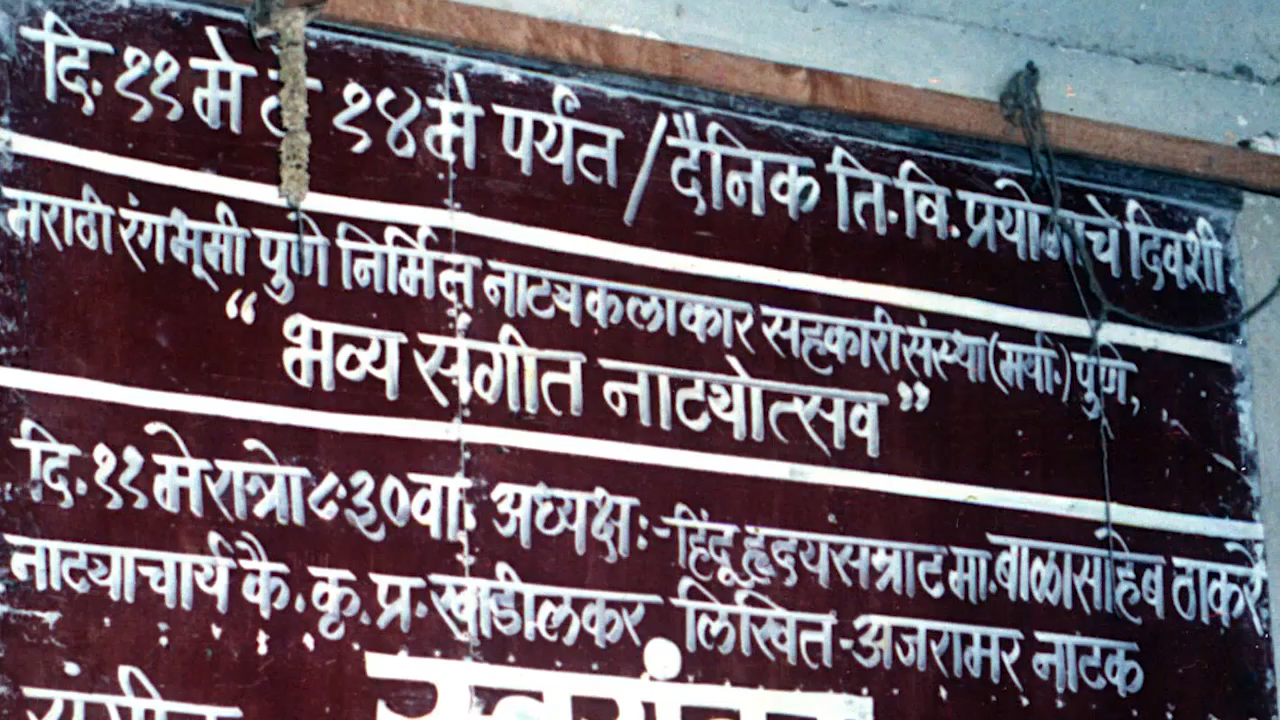 दि. ११ मे ते १४ मे पर्यंत / दैनिक ति. वि. प्रयोगाचे दिवशी
मराठी रंगभूमी पुणे निर्मित नाट्यकलाकार सहकारी संस्था (मर्या.) पुणे,
“ भव्य संगीत नाट्योत्सव ”
दि. ११ मे रात्रो ८.३० वा. अध्यक्ष :- हिंदू हृदयसम्राट मा. बाळासाहेब ठाकरे
नाट्याचार्य कै. कृ. प्र. खाडीलकर लिखित - अजरामर नाटक
संगीत